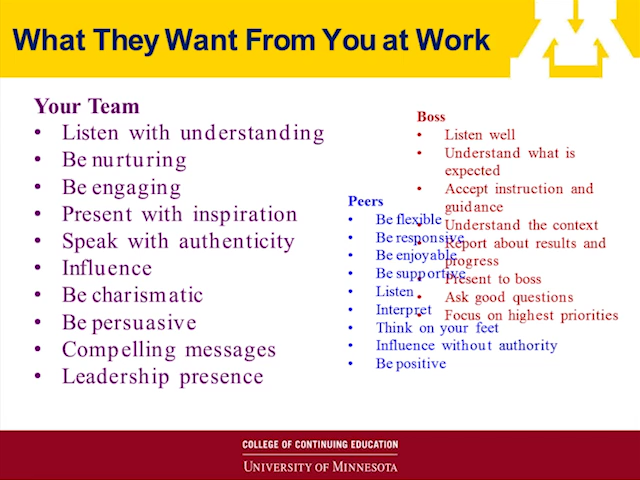 What They Want From You at Work
Your Team
• Listen with understanding
• Be nurturing
• Be engaging
• Present with inspiration
• Speak with authenticity
• Influence
• Be charismatic
• Be persuasive
• Compelling messages
• Leadership presence
Peers
• Be flexible
• Be responsive
• Be enjoyable
• Be supportive
• Listen
• Interpret
• Think on your feet
• Influence without authority
• Be positive
Boss
• Listen well
• Understand what is
expected
• Accept instruction and
guidance
• Understand the context
• Report about results and
progress
• Present to boss
• Ask good questions
• Focus on highest priorities
COLLEGE OF CONTINUING EDUCATION
UNIVERSITY OF MINNESOTA